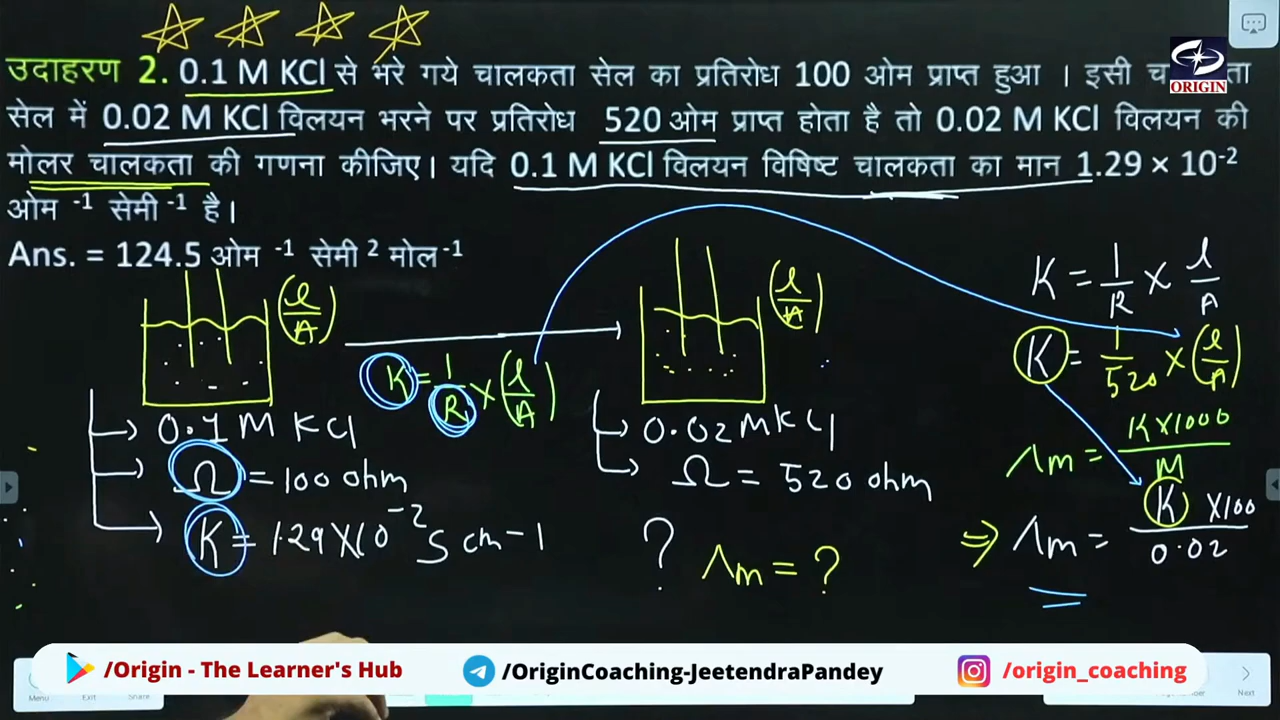 उदाहरण 2. 0.1 M KCl से भरे गये चालकता सेल का प्रतिरोध 100 ओम प्राप्त हुआ । इसी च ता
ORIGIN
सेल में 0.02 M KCl विलयन भरने पर प्रतिरोध 520 ओम प्राप्त होता है तो 0.02 M KCl विलयन की
मोलर चालकता की गणना कीजिए। यदि 0.1 M KCl विलयन विषिष्ट चालकता का मान 1.29 × 10⁻²
ओम ⁻¹ सेमी ⁻¹ है।
Ans. = 124.5 ओम ⁻¹ सेमी ² मोल⁻¹
(l/A)
(l/A)
K = 1/R × l/A
K = 1/R × (l/A)
K = 1/520 × (l/A)
0.1 M KCl
Ω = 100 ohm
K = 1.29 × 10⁻² S cm-1
0.02 M KCl
Ω = 520 ohm
? Λm = ?
Λm = K×1000/M
⇒ Λm = K ×100/0.02
/Origin - The Learner's Hub
/OriginCoaching-JeetendraPandey
/origin_coaching
Menu
Exit
Share
Next